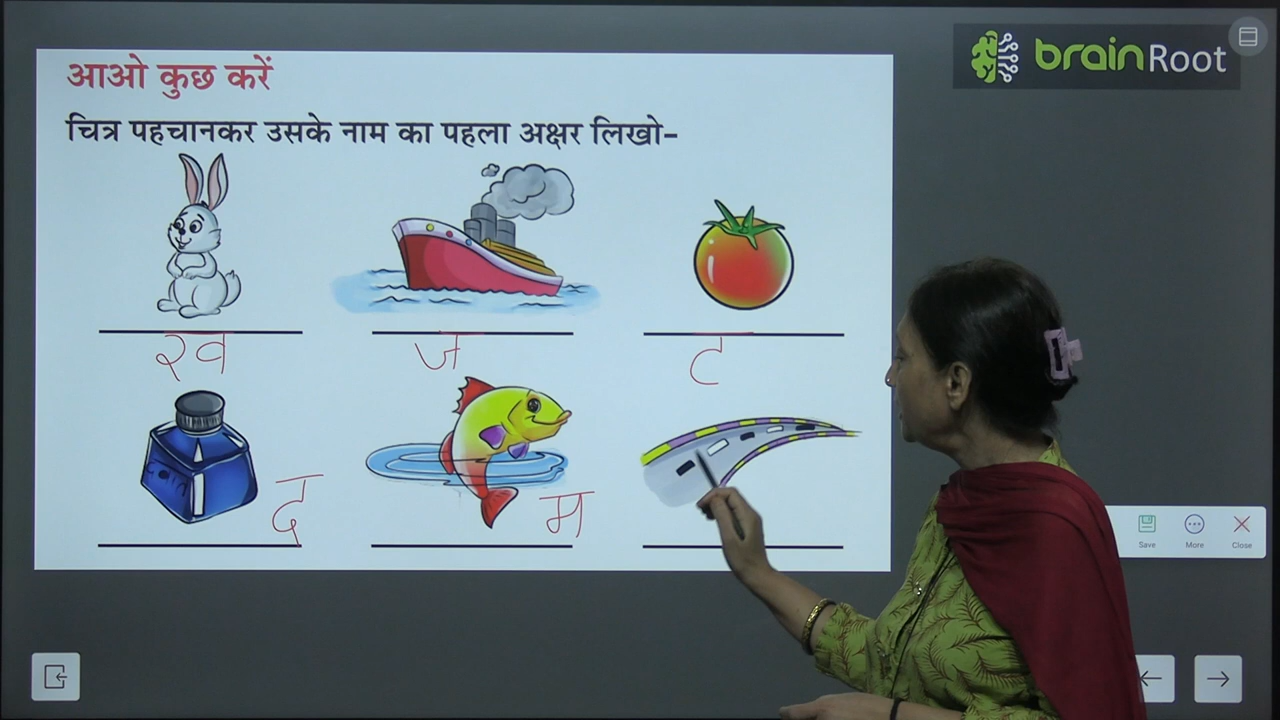 brainRoot
आओ कुछ करें
चित्र पहचानकर उसके नाम का पहला अक्षर लिखो-
ख ज ट
द म
Save More Close